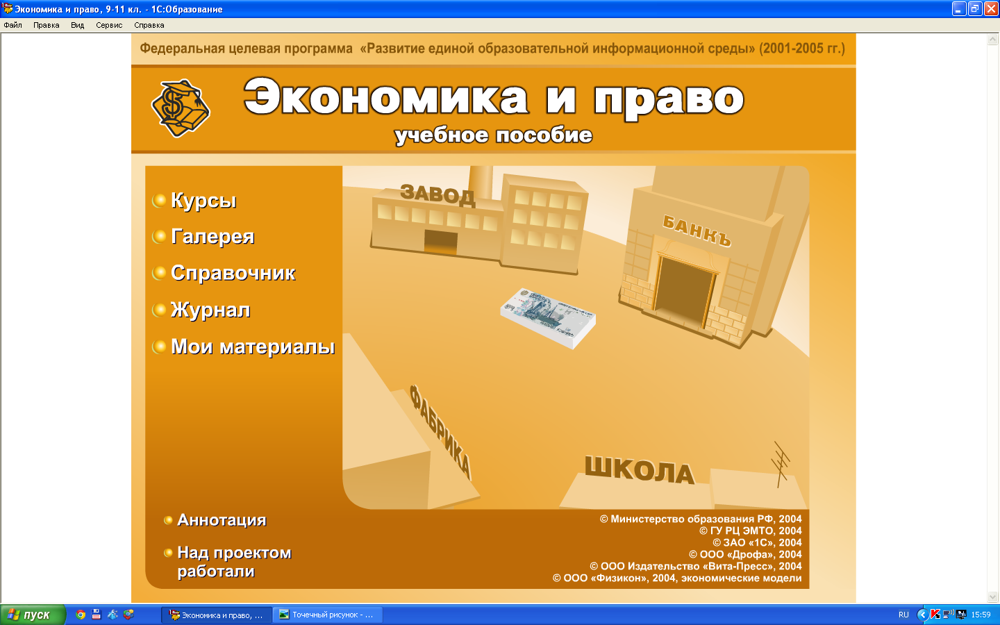 Экономика и право, 9-11 кл. - 1С:Образование
Файл Правка Вид Сервис Справка
Федеральная целевая программа «Развитие единой образовательной информационной среды» (2001-2005 гг.)
Экономика и право
учебное пособие
Курсы
Галерея
Справочник
Журнал
Мои материалы
ЗАВОД
БАНКЪ
ФАБРИКА
ШКОЛА
Аннотация
Над проектом
работали
© Министерство образования РФ, 2004
© ГУ РЦ ЭМТО, 2004
© ЗАО «1С», 2004
© ООО «Дрофа», 2004
© ООО Издательство «Вита-Пресс», 2004
© ООО «Физикон», 2004, экономические модели
пуск
Экономика и право, ...
Точечный рисунок - ...
RU
15:59